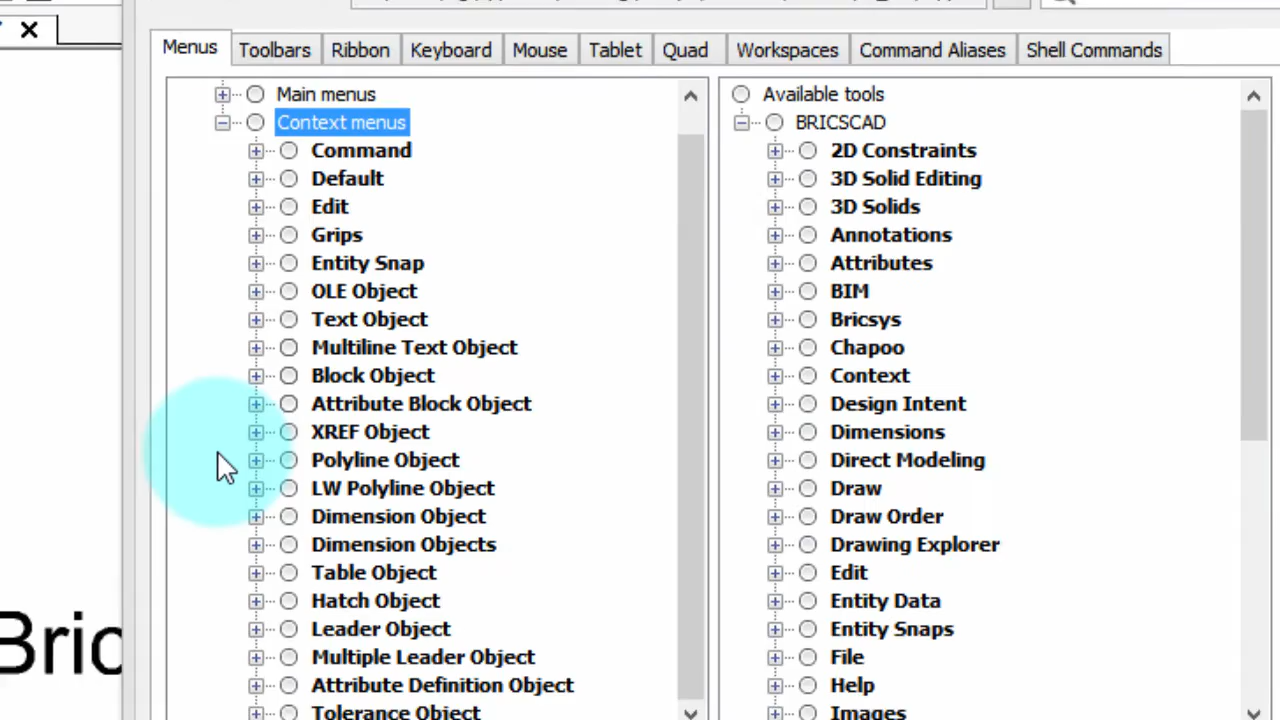 Menus Toolbars Ribbon Keyboard Mouse Tablet Quad Workspaces Command Aliases Shell Commands
Main menus
Context menus
Command
Default
Edit
Grips
Entity Snap
OLE Object
Text Object
Multiline Text Object
Block Object
Attribute Block Object
XREF Object
Polyline Object
LW Polyline Object
Dimension Object
Dimension Objects
Table Object
Hatch Object
Leader Object
Multiple Leader Object
Attribute Definition Object
Tolerance Object
Available tools
BRICSCAD
2D Constraints
3D Solid Editing
3D Solids
Annotations
Attributes
BIM
Bricsys
Chapoo
Context
Design Intent
Dimensions
Direct Modeling
Draw
Draw Order
Drawing Explorer
Edit
Entity Data
Entity Snaps
File
Help
Images
Bric